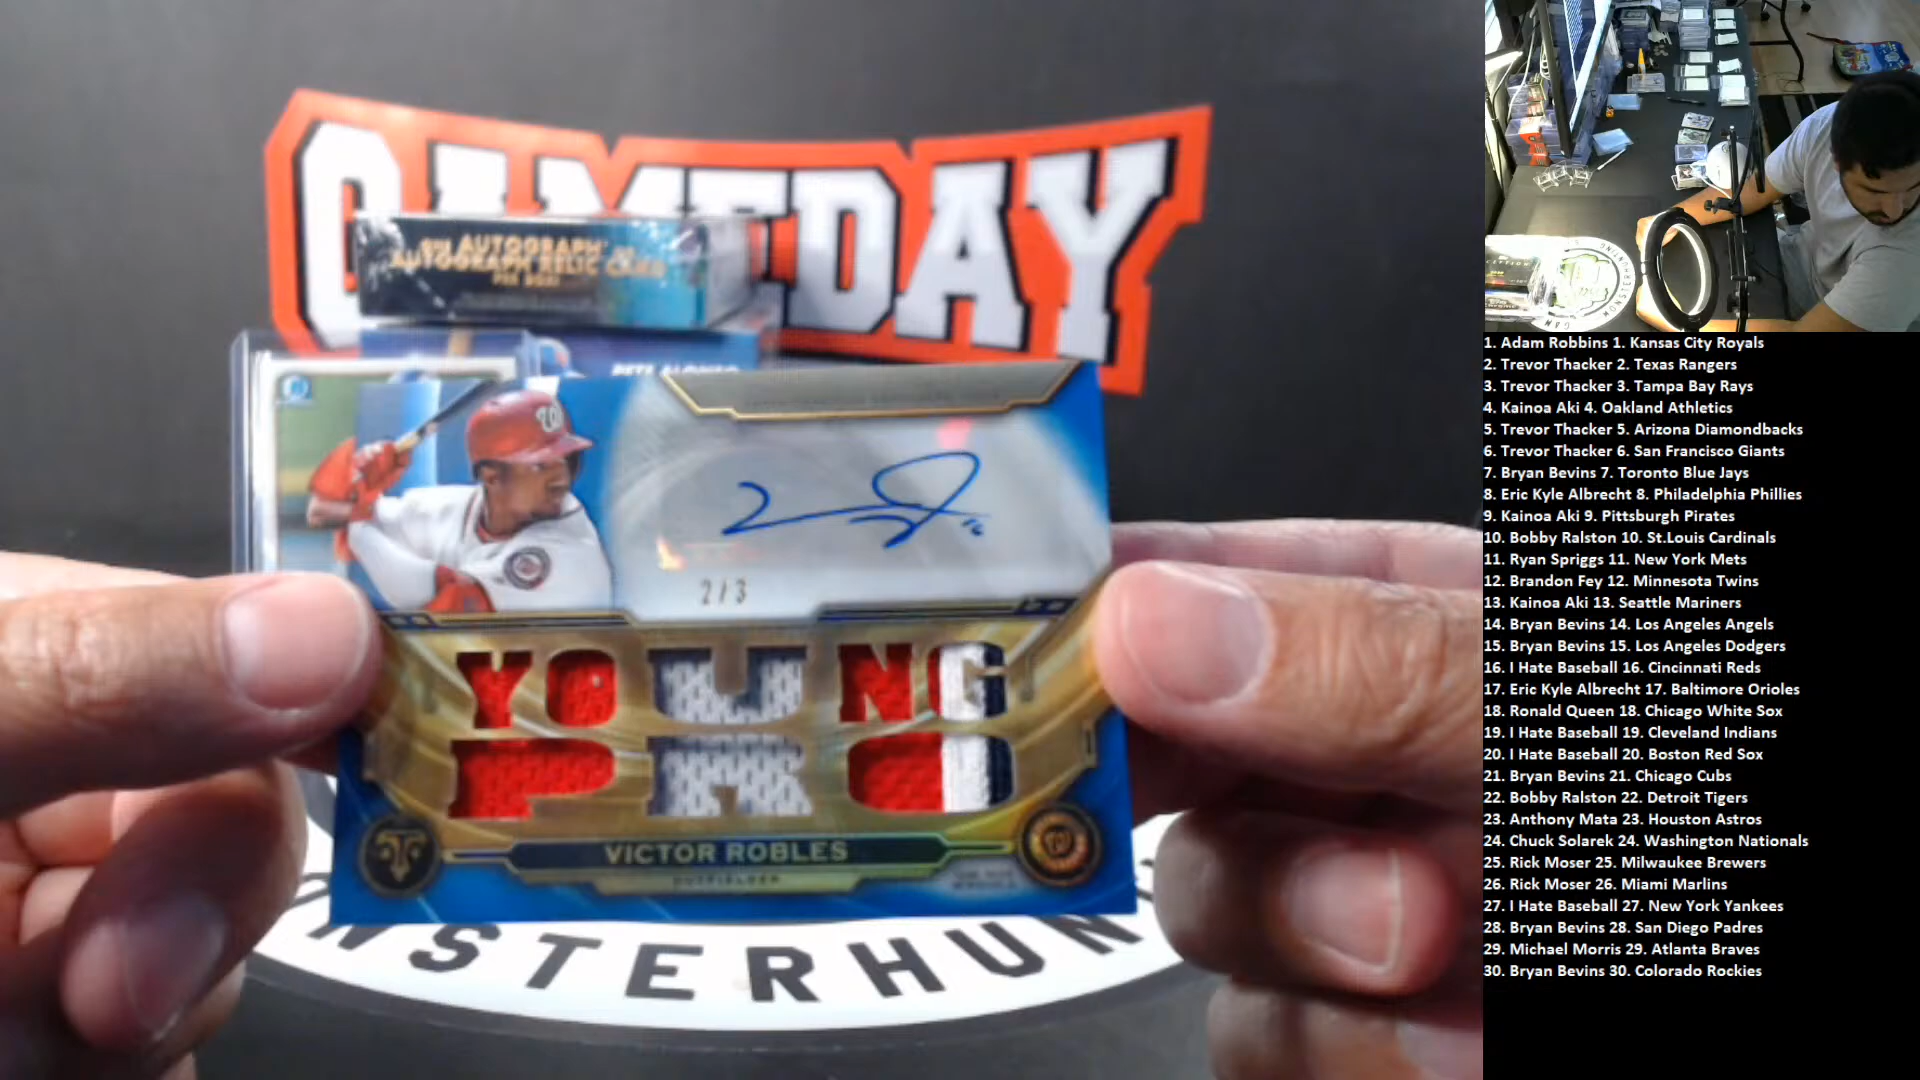 GAMEDAY
AUTOGRAPH
AUTOGRAPH RELIC CARD
PER BOX!
PETE ALONSO
2/3
YOUNG
PRO
VICTOR ROBLES
OUTFIELDER
NSTERHUN
1. Adam Robbins 1. Kansas City Royals
2. Trevor Thacker 2. Texas Rangers
3. Trevor Thacker 3. Tampa Bay Rays
4. Kainoa Aki 4. Oakland Athletics
5. Trevor Thacker 5. Arizona Diamondbacks
6. Trevor Thacker 6. San Francisco Giants
7. Bryan Bevins 7. Toronto Blue Jays
8. Eric Kyle Albrecht 8. Philadelphia Phillies
9. Kainoa Aki 9. Pittsburgh Pirates
10. Bobby Ralston 10. St.Louis Cardinals
11. Ryan Spriggs 11. New York Mets
12. Brandon Fey 12. Minnesota Twins
13. Kainoa Aki 13. Seattle Mariners
14. Bryan Bevins 14. Los Angeles Angels
15. Bryan Bevins 15. Los Angeles Dodgers
16. I Hate Baseball 16. Cincinnati Reds
17. Eric Kyle Albrecht 17. Baltimore Orioles
18. Ronald Queen 18. Chicago White Sox
19. I Hate Baseball 19. Cleveland Indians
20. I Hate Baseball 20. Boston Red Sox
21. Bryan Bevins 21. Chicago Cubs
22. Bobby Ralston 22. Detroit Tigers
23. Anthony Mata 23. Houston Astros
24. Chuck Solarek 24. Washington Nationals
25. Rick Moser 25. Milwaukee Brewers
26. Rick Moser 26. Miami Marlins
27. I Hate Baseball 27. New York Yankees
28. Bryan Bevins 28. San Diego Padres
29. Michael Morris 29. Atlanta Braves
30. Bryan Bevins 30. Colorado Rockies